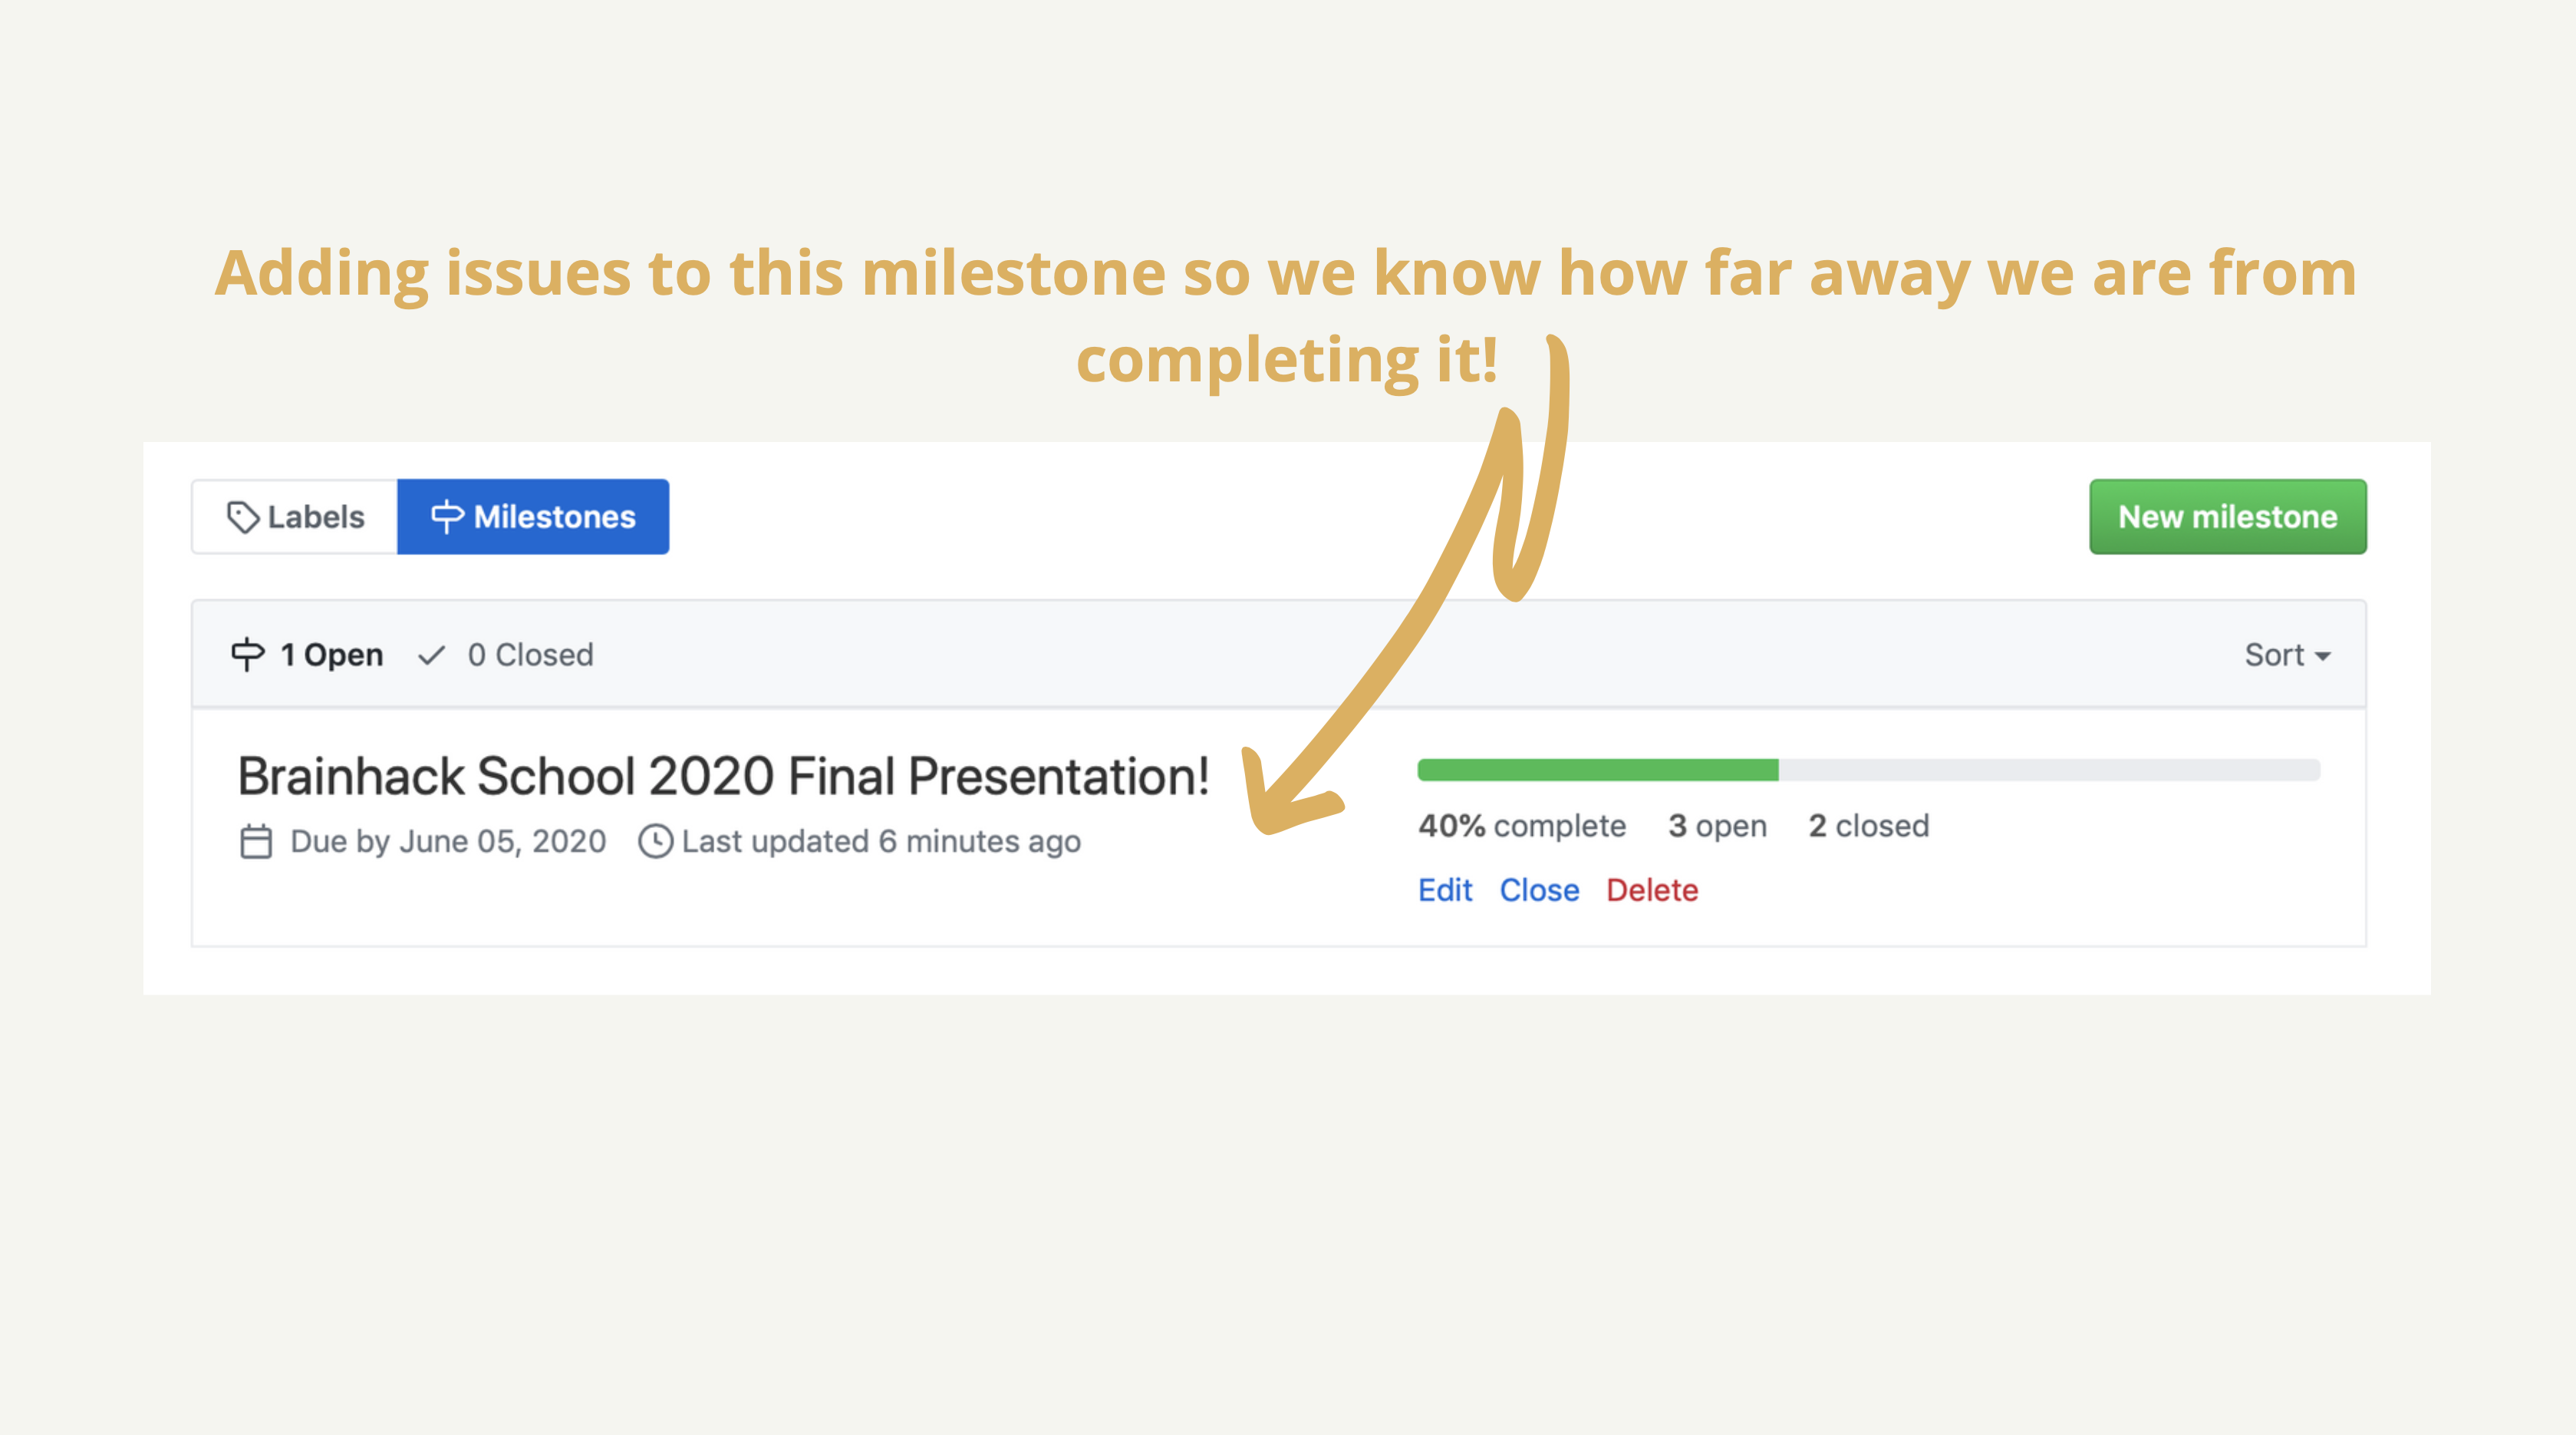 Adding issues to this milestone so we know how far away we are from
completing it!
Labels Milestones New milestone
1 Open 0 Closed Sort
Brainhack School 2020 Final Presentation!
Due by June 05, 2020 Last updated 6 minutes ago
40% complete 3 open 2 closed
Edit Close Delete